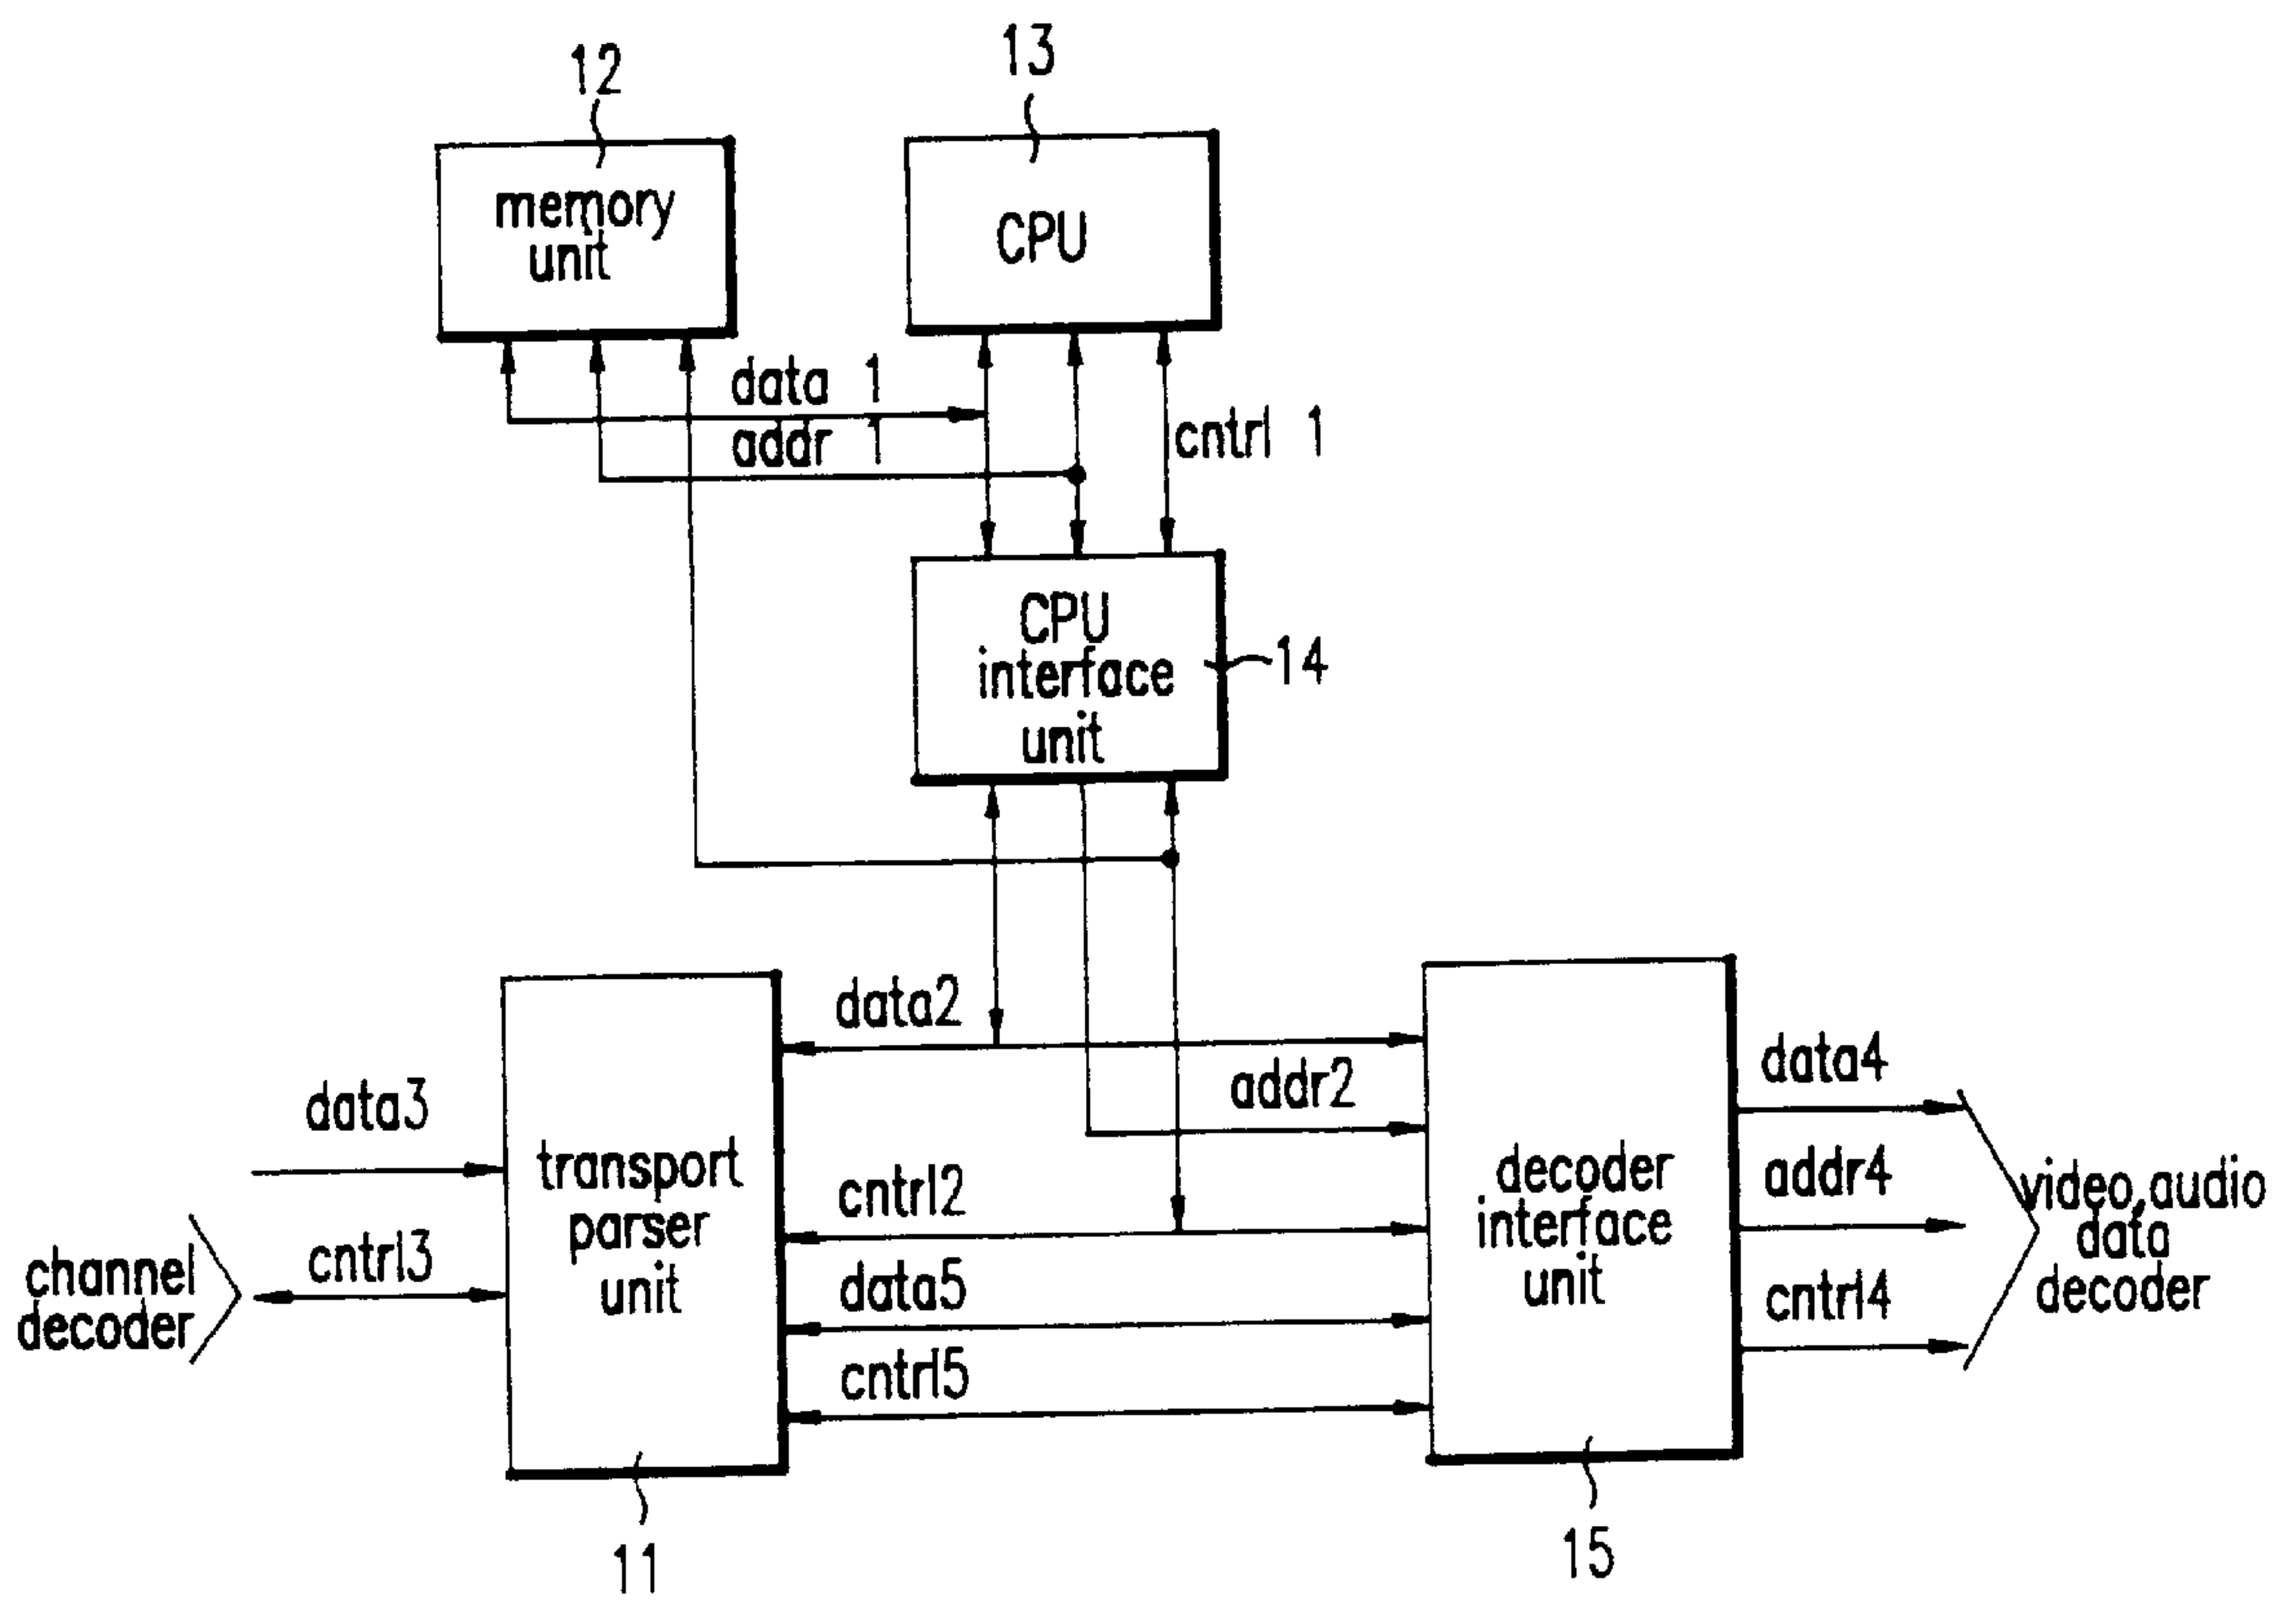 12
13
memory
unit
CPU
data 1
addr 1
cntrl 1
CPU
interface
unit
14
data2
addr2
data3
cntrl2
transport
parser
unit
cntrl3
channel
decoder
data5
cntrl5
decoder
interface
unit
data4
addr4
cntrl4
video,audio
data
decoder
11
15